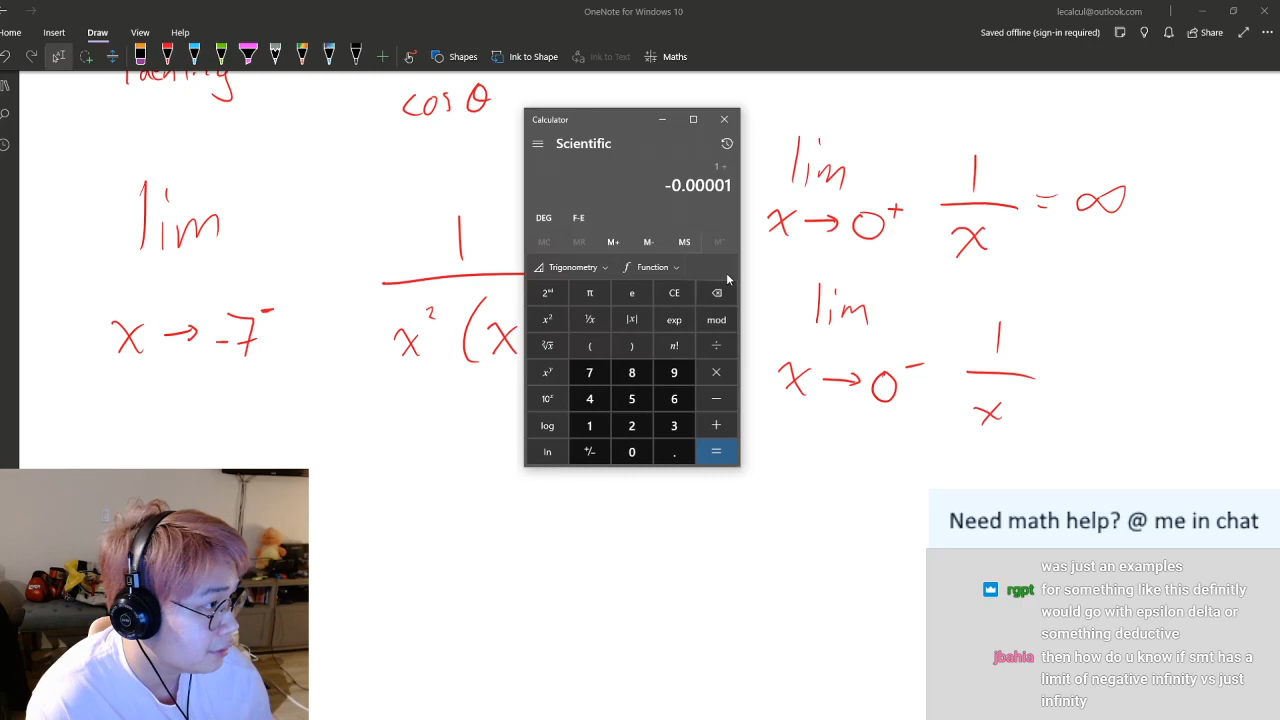 OneNote for Windows 10
lecalcul@outlook.com
Home Insert Draw View Help
Saved offline (sign-in required)
Share
Shapes
Ink to Shape
Ink to Text
Maths
cos θ
lim
x → -7⁻
1
x² (x
Calculator
Scientific
1 ÷
-0.00001
DEG F-E
MC MR M+ M- MS M˅
Trigonometry Function
2ⁿᵈ π e CE
x² ¹/x |x| exp mod
²√x ( ) n! ÷
xʸ 7 8 9 ×
10ˣ 4 5 6 −
log 1 2 3 +
ln +/- 0 . =
lim
x → 0⁺
1
x
= ∞
lim
x → 0⁻
1
x
Need math help? @ me in chat
was just an examples
rgpt for something like this definitly
would go with epsilon delta or
something deductive
jbahia then how do u know if smt has a
limit of negative infinity vs just
infinity